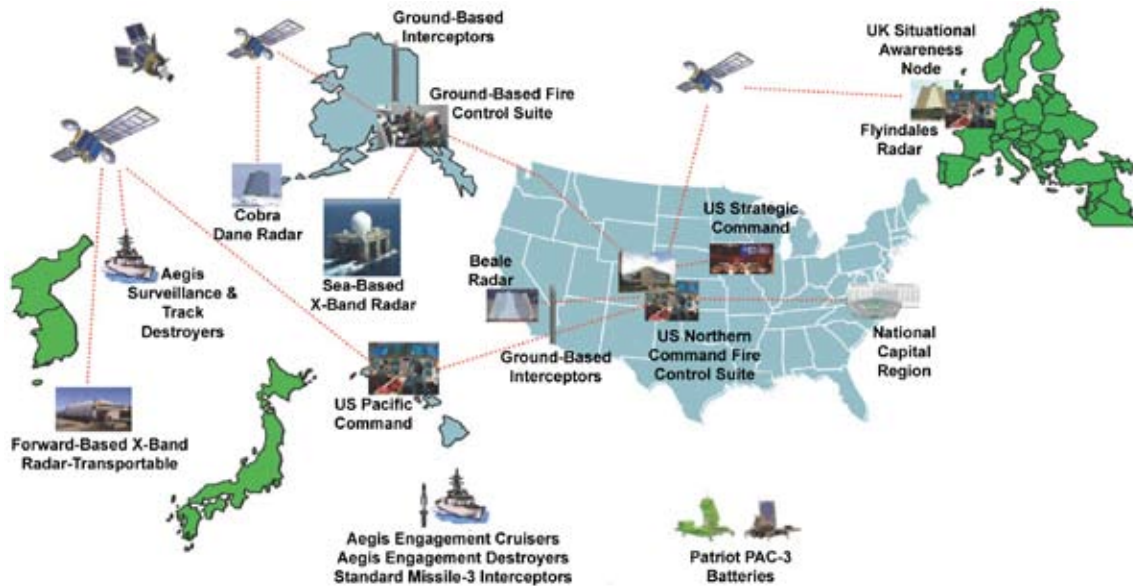 Ground-Based
Interceptors
UK Situational
Awareness
Node
Ground-Based Fire
Control Suite
Flyindales
Radar
Cobra
Dane Radar
US Strategic
Command
Beale
Radar
Aegis
Surveillance &
Track
Destroyers
Sea-Based
X-Band Radar
US Northern
Command Fire
Control Suite
National
Capital
Region
Ground-Based
Interceptors
US Pacific
Command
Forward-Based X-Band
Radar-Transportable
Aegis Engagement Cruisers
Aegis Engagement Destroyers
Standard Missile-3 Interceptors
Patriot PAC-3
Batteries